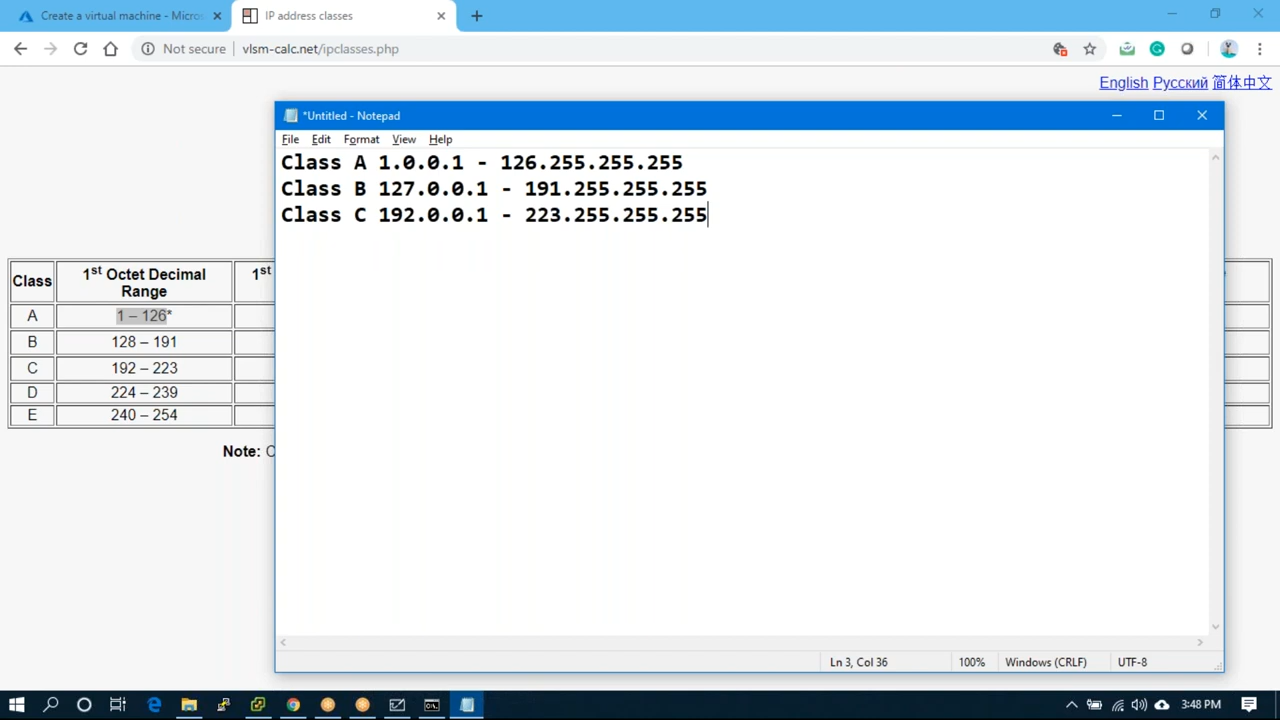 Create a virtual machine - Micros
IP address classes
Not secure
vlsm-calc.net/ipclasses.php
English Русский 简体中文
*Untitled - Notepad
File Edit Format View Help
Class A 1.0.0.1 - 126.255.255.255
Class B 127.0.0.1 - 191.255.255.255
Class C 192.0.0.1 - 223.255.255.255
Class 1st Octet Decimal Range 1st
A 1 – 126*
B 128 – 191
C 192 – 223
D 224 – 239
E 240 – 254
Note:
Ln 3, Col 36 100% Windows (CRLF) UTF-8
3:48 PM